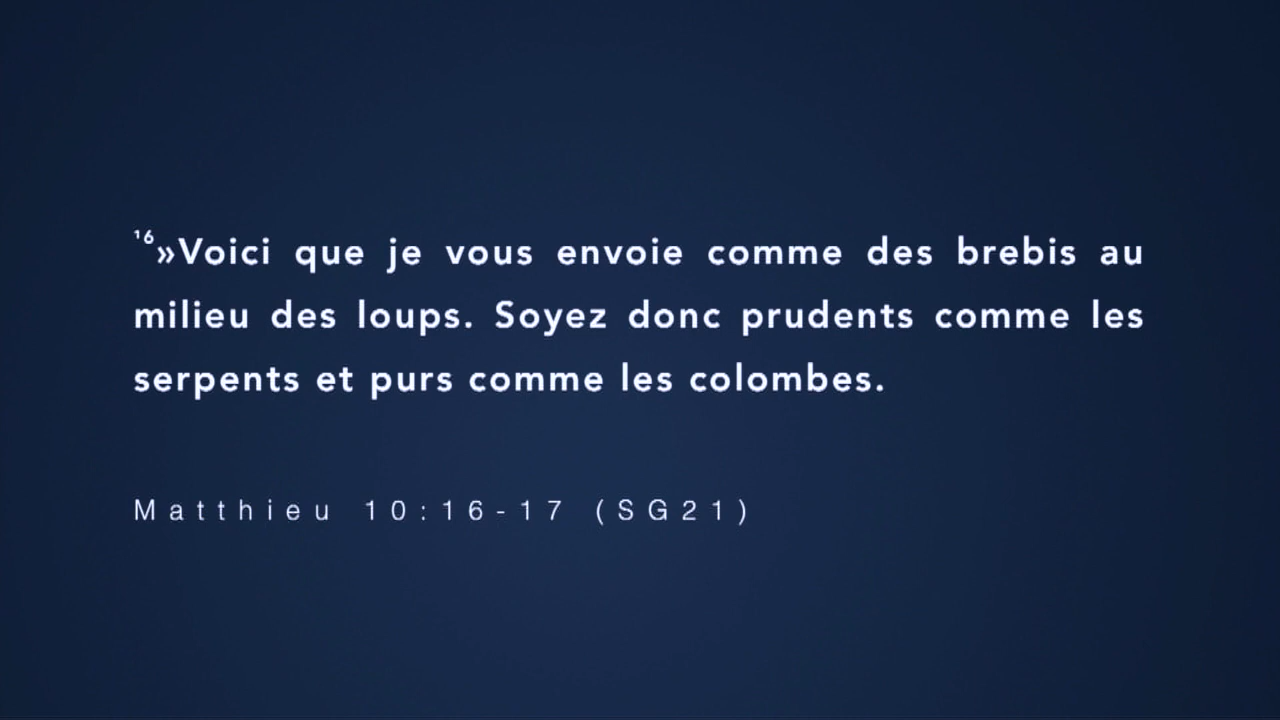 ¹⁶»Voici que je vous envoie comme des brebis au
milieu des loups. Soyez donc prudents comme les
serpents et purs comme les colombes.
Matthieu 10:16-17 (SG21)